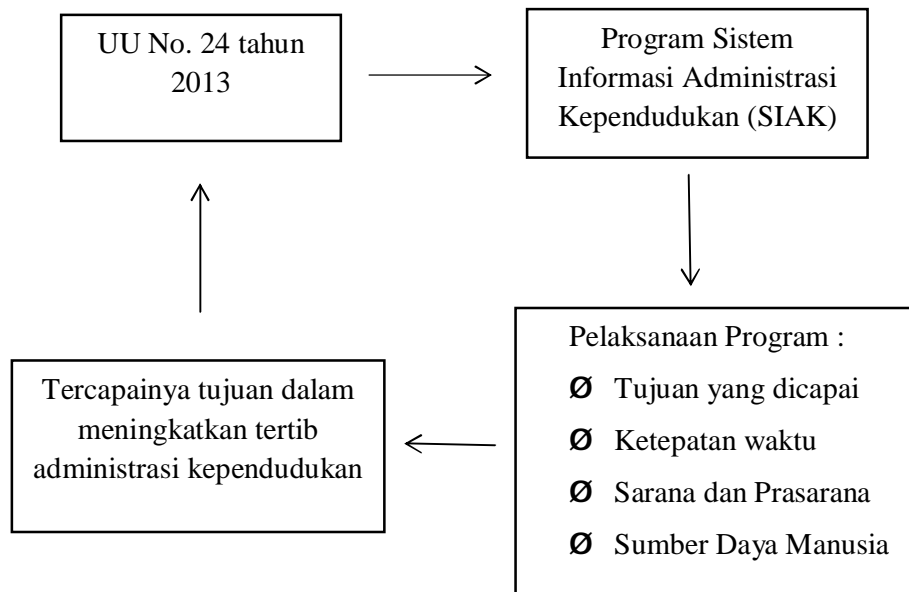 UU No. 24 tahun
2013
Program Sistem
Informasi Administrasi
Kependudukan (SIAK)
Pelaksanaan Program :
Ø Tujuan yang dicapai
Ø Ketepatan waktu
Ø Sarana dan Prasarana
Ø Sumber Daya Manusia
Tercapainya tujuan dalam
meningkatkan tertib
administrasi kependudukan